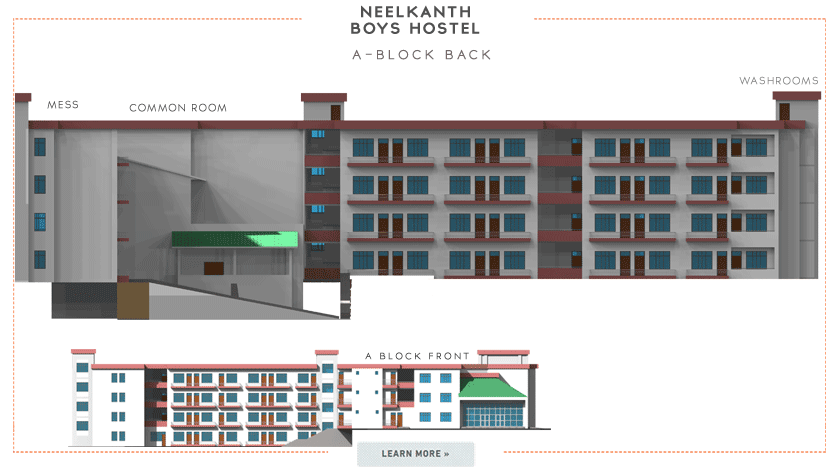 NEELKANTH
BOYS HOSTEL
A-BLOCK BACK
WASHROOMS
MESS
COMMON ROOM
A BLOCK FRONT
LEARN MORE »